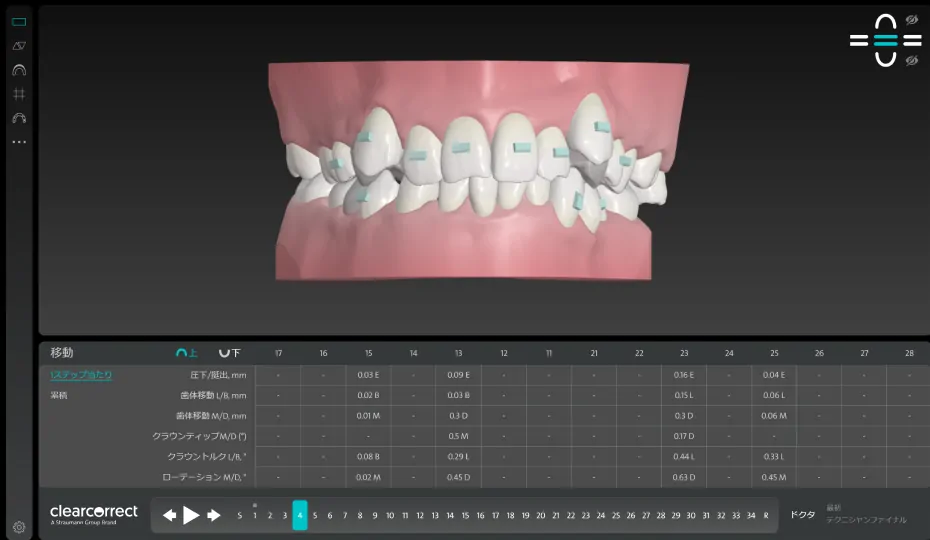 移動 上 下 17 16 15 14 13 12 11 21 22 23 24 25 26 27 28
1ステップ当たり 圧下/挺出, mm - - 0.03 E - 0.09 E - - - - 0.16 E - 0.04 E - - -
累積 歯体移動 L/B, mm - - 0.02 B - 0.03 B - - - - 0.15 L - 0.06 L - - -
歯体移動 M/D, mm - - 0.01 M - 0.3 D - - - - 0.3 D - 0.06 M - - -
クラウンティップM/D (°) - - - - 0.5 M - - - - 0.17 D - - - - -
クラウントルク L/B, ° - - 0.08 B - 0.29 L - - - - 0.44 L - 0.33 L - - -
ローテーション M/D, ° - - 0.02 M - 0.45 D - - - - 0.63 D - 0.45 M - - -
clearcorrect
A Straumann Group Brand
S 1 2 3 4 5 6 7 8 9 10 11 12 13 14 15 16 17 18 19 20 21 22 23 24 25 26 27 28 29 30 31 32 33 34 R
ドクタ
最初
テクニシャンファイナル